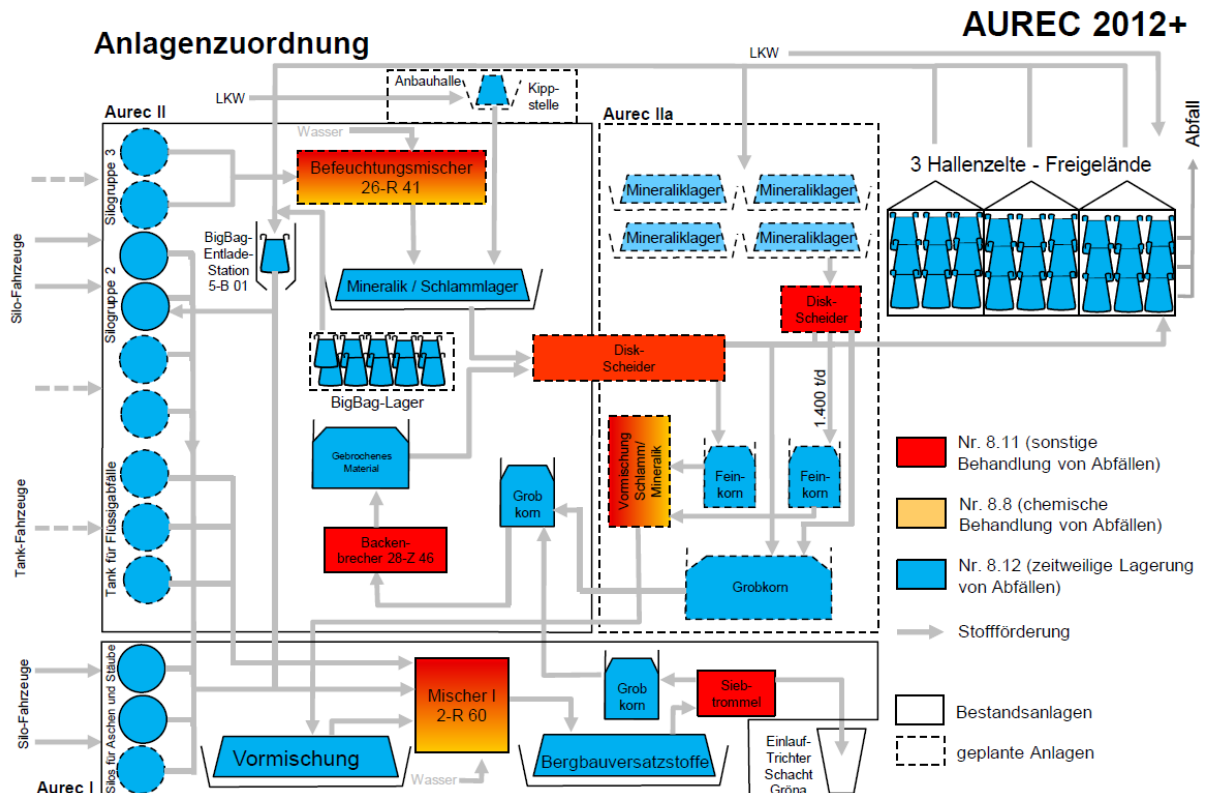 Anlagenzuordnung
AUREC 2012+
LKW
LKW
Anbauhalle
Kipp-
stelle
Abfall
Aurec II
Aurec IIa
Wasser
Befeuchtungsmischer
26-R 41
Silogruppe 3
Silogruppe 2
Silo-Fahrzeuge
BigBag-
Entlade-
Station
5-B 01
Mineralik / Schlammlager
BigBag-Lager
Mineraliklager
Mineraliklager
Mineraliklager
Mineraliklager
3 Hallenzelte - Freigelände
Disk-
Scheider
Disk-
Scheider
1.400 t/d
Gebrochenes
Material
Grob
korn
Vormischung
Schlamm/
Mineralik
Fein-
korn
Fein-
korn
Backen-
brecher 28-Z 46
Grobkorn
Tank für Flüssigabfälle
Tank-Fahrzeuge
Nr. 8.11 (sonstige
Behandlung von Abfällen)
Nr. 8.8 (chemische
Behandlung von Abfällen)
Nr. 8.12 (zeitweilige Lagerung
von Abfällen)
Stoffförderung
Bestandsanlagen
geplante Anlagen
Silo-Fahrzeuge
Silos für Aschen und Stäube
Mischer I
2-R 60
Grob
korn
Sieb-
trommel
Vormischung
Wasser
Bergbauversatzstoffe
Einlauf-
Trichter
Schacht
Gröna
Aurec I